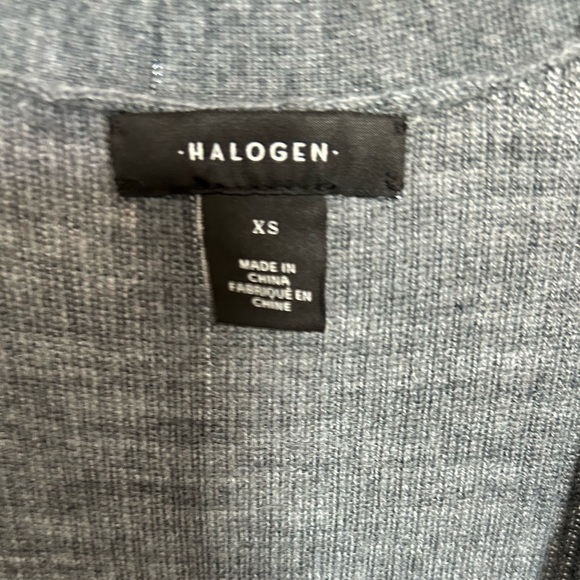 ·HALOGEN·
XS
MADE IN
CHINA
FABRIQUÉ EN
CHINE